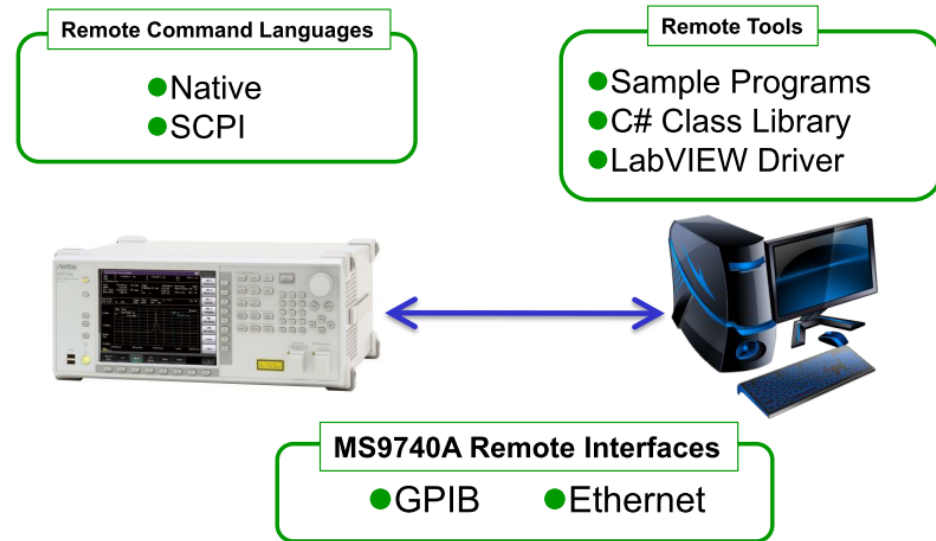 Remote Command Languages
Native
SCPI
Remote Tools
Sample Programs
C# Class Library
LabVIEW Driver
MS9740A Remote Interfaces
GPIB
Ethernet